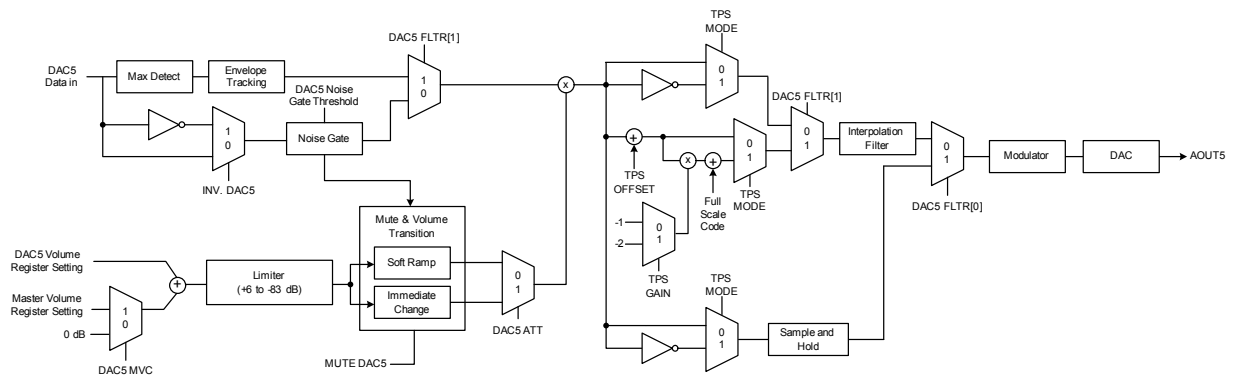 DAC5
Data in
Max Detect
Envelope
Tracking
DAC5 FLTR[1]
1
0
DAC5 Noise
Gate Threshold
1
0
Noise Gate
INV. DAC5
x
TPS
MODE
0
1
DAC5 FLTR[1]
0
1
Interpolation
Filter
0
1
Modulator
DAC
AOUT5
DAC5 FLTR[0]
+
TPS
OFFSET
x
+
Full
Scale
Code
0
1
TPS
MODE
-1
-2
0
1
TPS
GAIN
Mute & Volume
Transition
Soft Ramp
Immediate
Change
0
1
DAC5 ATT
MUTE DAC5
DAC5 Volume
Register Setting
+
Limiter
(+6 to -83 dB)
Master Volume
Register Setting
0 dB
1
0
DAC5 MVC
TPS
MODE
0
1
Sample and
Hold